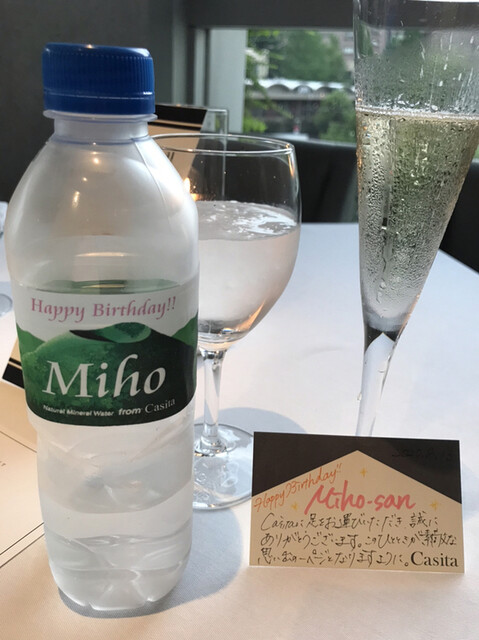 Happy Birthday!!
Miho
Natural Mineral Water from Casita
Happy Birthday!!
Miho-san
Casitaに足をお運びいただき 誠に
ありがとうございます。このひとときが素敵な
思い出の一ページとなりますように。Casita